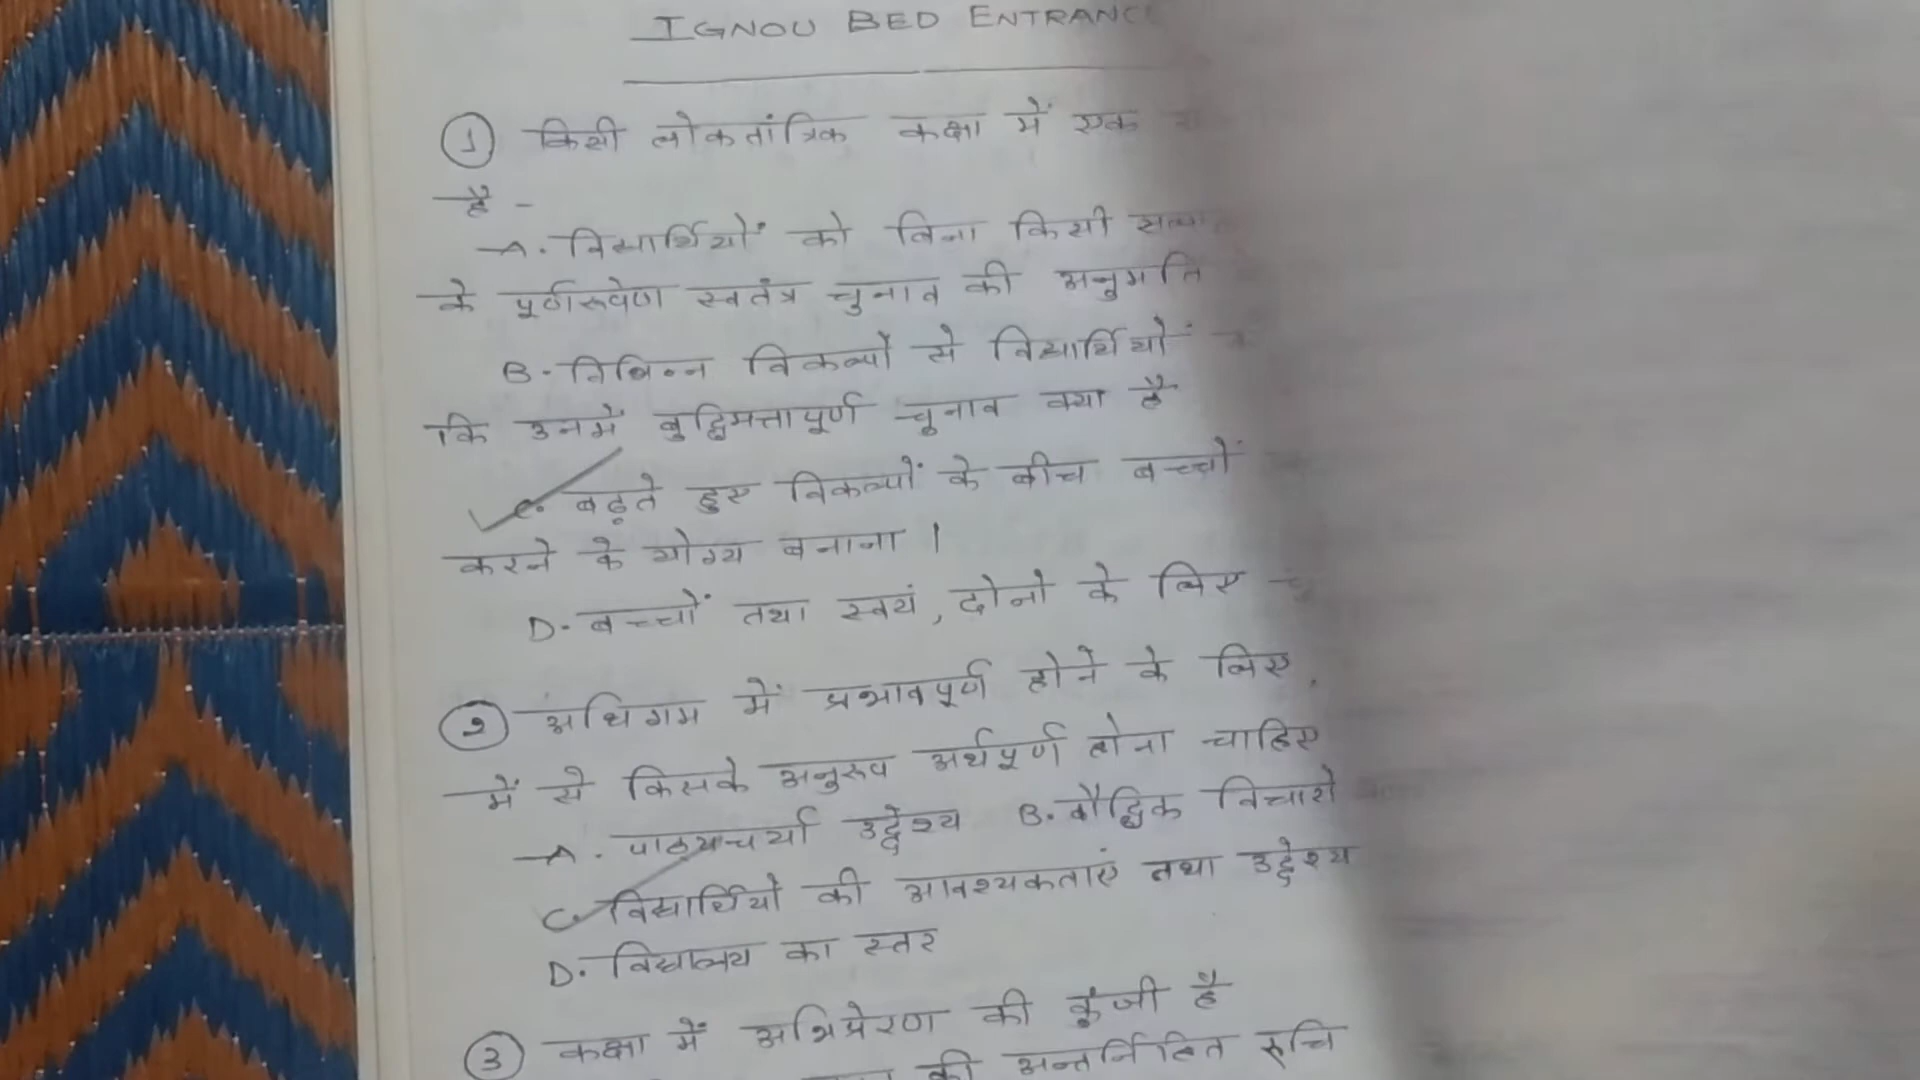 IGNOU BED ENTRANC
① किसी लोकतांत्रिक कक्षा में एक
है -
A. विद्यार्थियों को बिना किसी
के पूर्णरूपेण स्वतंत्र चुनाव की अनुमति
B. विभिन्न विकल्पों से विद्यार्थियों
कि उनमें बुद्धिमत्तापूर्ण चुनाव क्या है
C. बढ़ते हुए विकल्पों के बीच बच्चों
करने के योग्य बनाना।
D. बच्चों तथा स्वयं, दोनो के लिए
② अधिगम में प्रभावपूर्ण होने के लिए
में से किसके अनुरूप अर्थपूर्ण होना चाहिए
A. पाठ्यचर्या उद्देश्य B. बौद्धिक विचारो
C. विद्यार्थियो की आवश्यकताएं तथा उद्देश्य
D. विद्यालय का स्तर
③ कक्षा में अभिप्रेरण की कुंजी है
की अन्तर्निहित रुचि